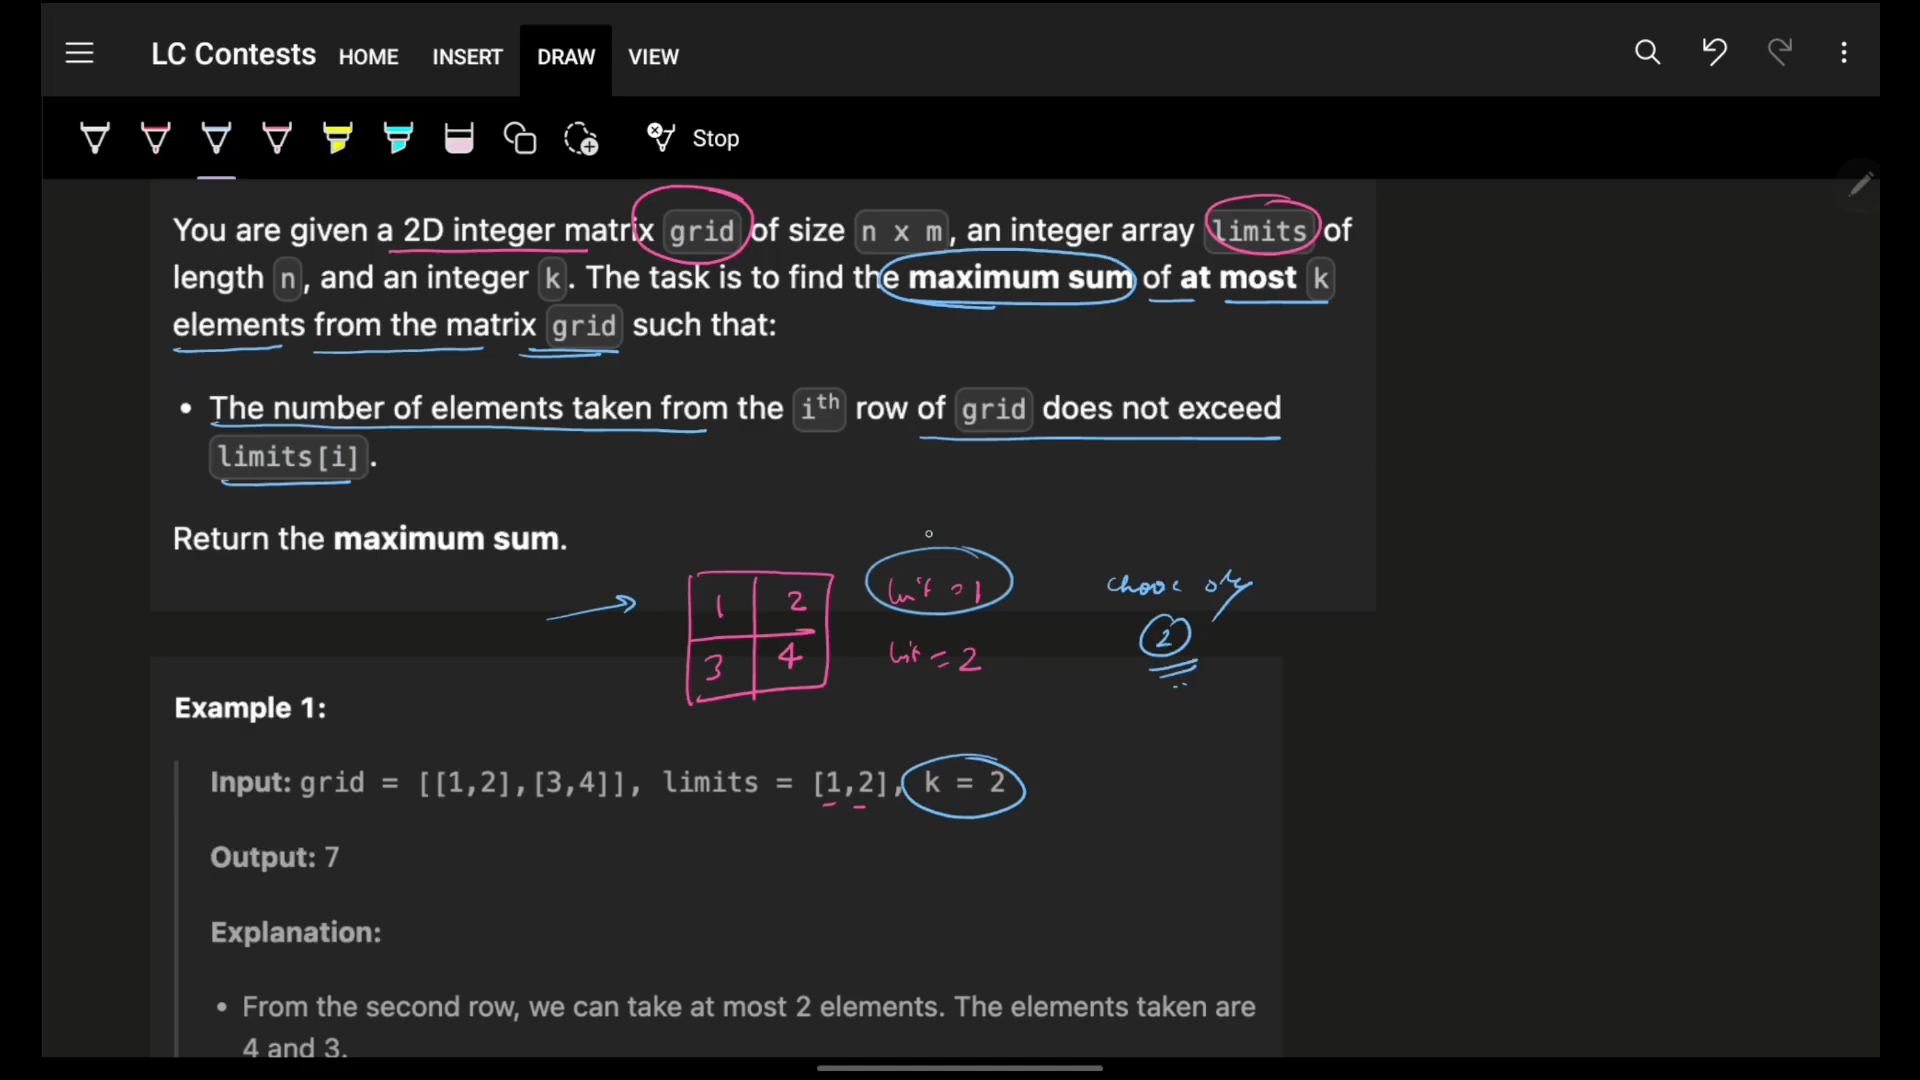 LC Contests HOME INSERT DRAW VIEW
Stop
You are given a 2D integer matrix grid of size n x m, an integer array limits of
length n, and an integer k. The task is to find the maximum sum of at most k
elements from the matrix grid such that:
• The number of elements taken from the ith row of grid does not exceed
limits[i].
Return the maximum sum.
1 2 limit = 1 choose only
3 4 limit = 2 2
Example 1:
Input: grid = [[1,2],[3,4]], limits = [1,2], k = 2
Output: 7
Explanation:
• From the second row, we can take at most 2 elements. The elements taken are
4 and 3.